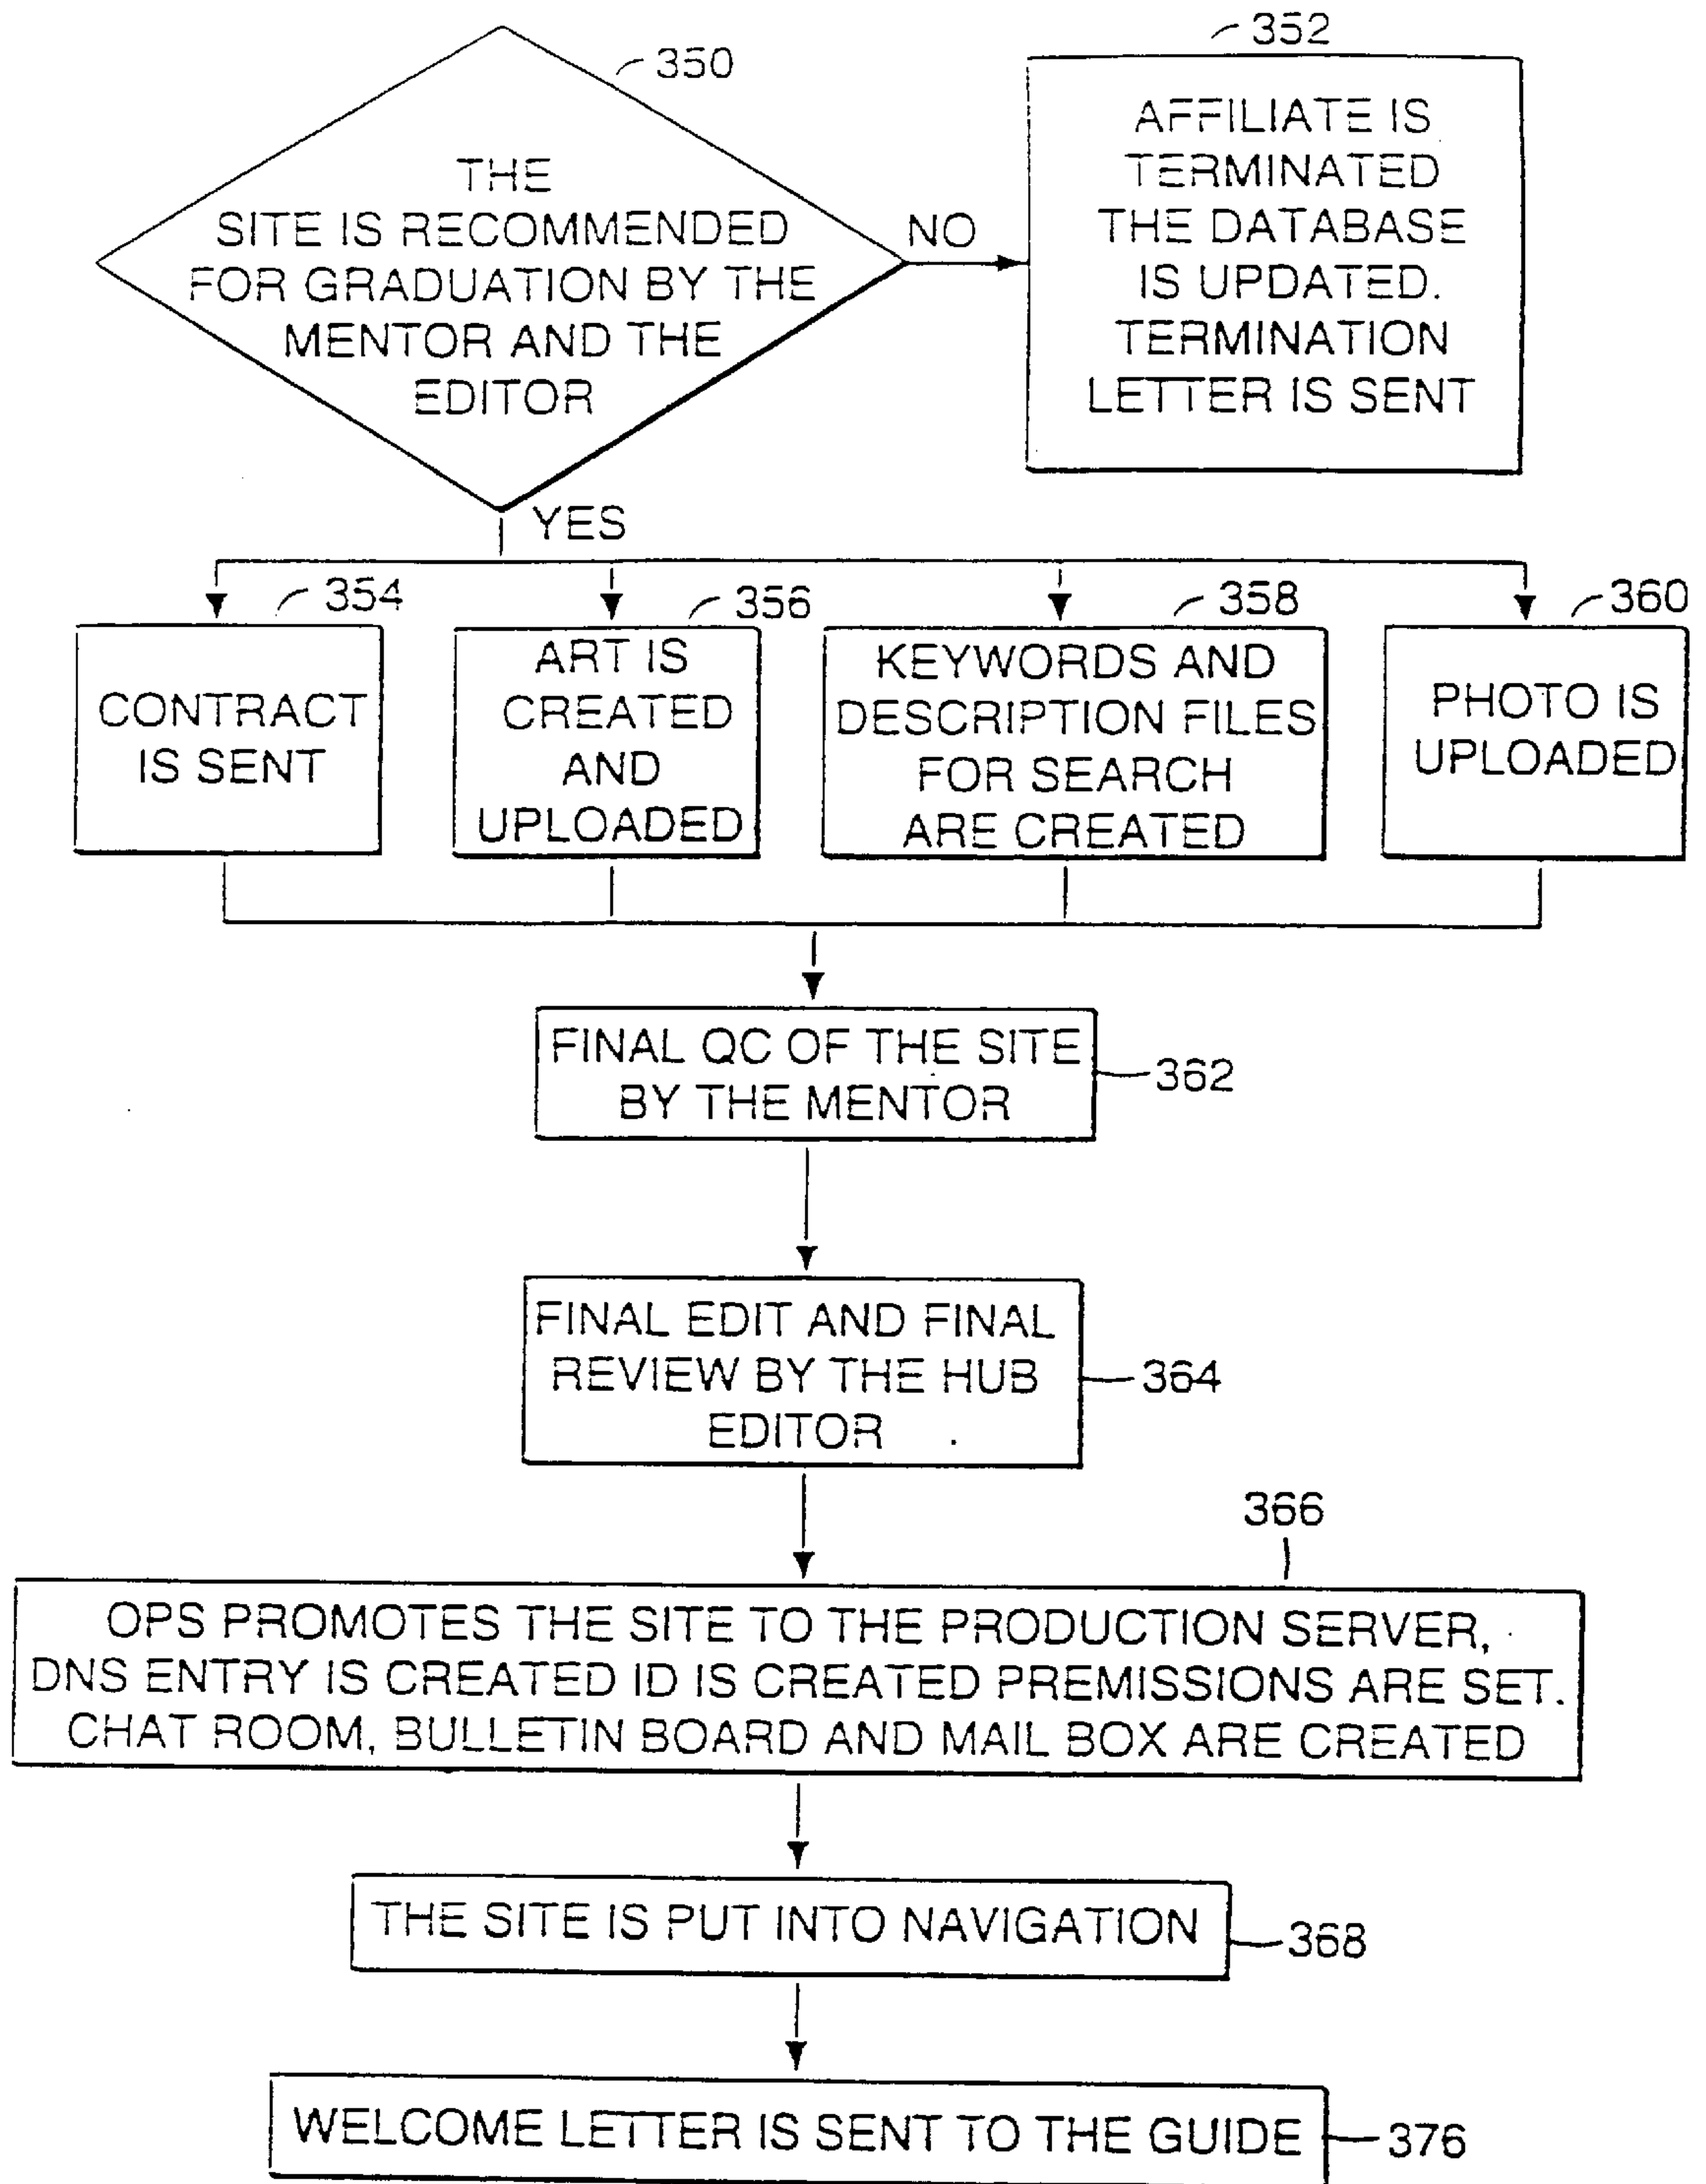 350
THE
SITE IS RECOMMENDED
FOR GRADUATION BY THE
MENTOR AND THE
EDITOR
NO
352
AFFILIATE IS
TERMINATED
THE DATABASE
IS UPDATED.
TERMINATION
LETTER IS SENT
YES
354
CONTRACT
IS SENT
356
ART IS
CREATED
AND
UPLOADED
358
KEYWORDS AND
DESCRIPTION FILES
FOR SEARCH
ARE CREATED
360
PHOTO IS
UPLOADED
FINAL QC OF THE SITE
BY THE MENTOR
362
FINAL EDIT AND FINAL
REVIEW BY THE HUB
EDITOR
364
366
OPS PROMOTES THE SITE TO THE PRODUCTION SERVER,
DNS ENTRY IS CREATED ID IS CREATED PREMISSIONS ARE SET.
CHAT ROOM, BULLETIN BOARD AND MAIL BOX ARE CREATED
THE SITE IS PUT INTO NAVIGATION
368
WELCOME LETTER IS SENT TO THE GUIDE
376